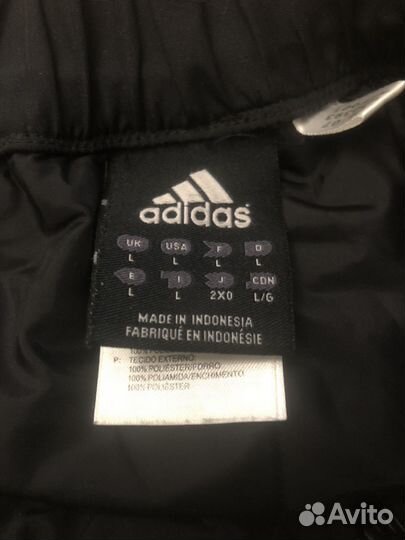 adidas
UK USA F D
L L L L
E I J CDN
L L 2XO L/G
MADE IN INDONESIA
FABRIQUÉ EN INDONÉSIE
P: TECIDO EXTERNO
100% POLIÉSTER/FORRO
100% POLIAMIDA/ENCHIMENTO
100% POLIÉSTER
Avito